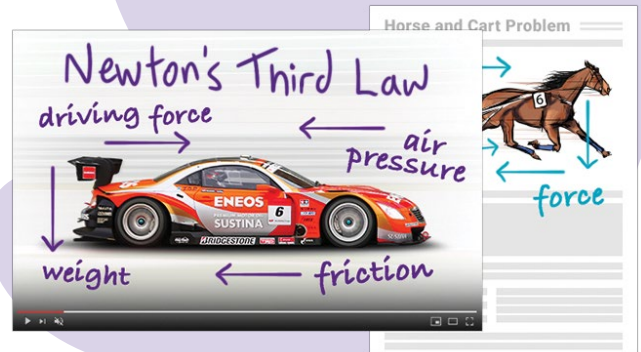 Horse and Cart Problem
Newton's Third Law
driving force
air
pressure
6
ENEOS
SUSTINA
6
BRIDGESTONE
force
weight
friction